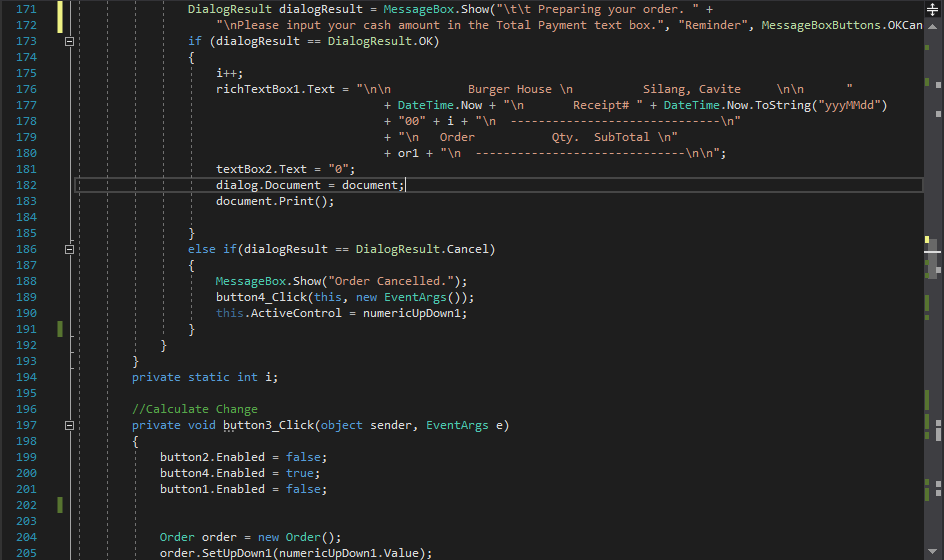 171 DialogResult dialogResult = MessageBox.Show("\t\t Preparing your order. " +
172 "\nPlease input your cash amount in the Total Payment text box.", "Reminder", MessageBoxButtons.OKCan
173 if (dialogResult == DialogResult.OK)
174 {
175 i++;
176 richTextBox1.Text = "\n\n Burger House \n Silang, Cavite \n\n "
177 + DateTime.Now + "\n Receipt# " + DateTime.Now.ToString("yyyMMdd")
178 + "00" + i + "\n ------------------------------\n"
179 + "\n Order Qty. SubTotal \n"
180 + or1 + "\n ------------------------------\n\n";
181 textBox2.Text = "0";
182 dialog.Document = document;
183 document.Print();
184
185 }
186 else if(dialogResult == DialogResult.Cancel)
187 {
188 MessageBox.Show("Order Cancelled.");
189 button4_Click(this, new EventArgs());
190 this.ActiveControl = numericUpDown1;
191 }
192 }
193 }
194 private static int i;
195
196 //Calculate Change
197 private void button3_Click(object sender, EventArgs e)
198 {
199 button2.Enabled = false;
200 button4.Enabled = true;
201 button1.Enabled = false;
202
203
204 Order order = new Order();
205 order.SetUpDown1(numericUpDown1.Value);